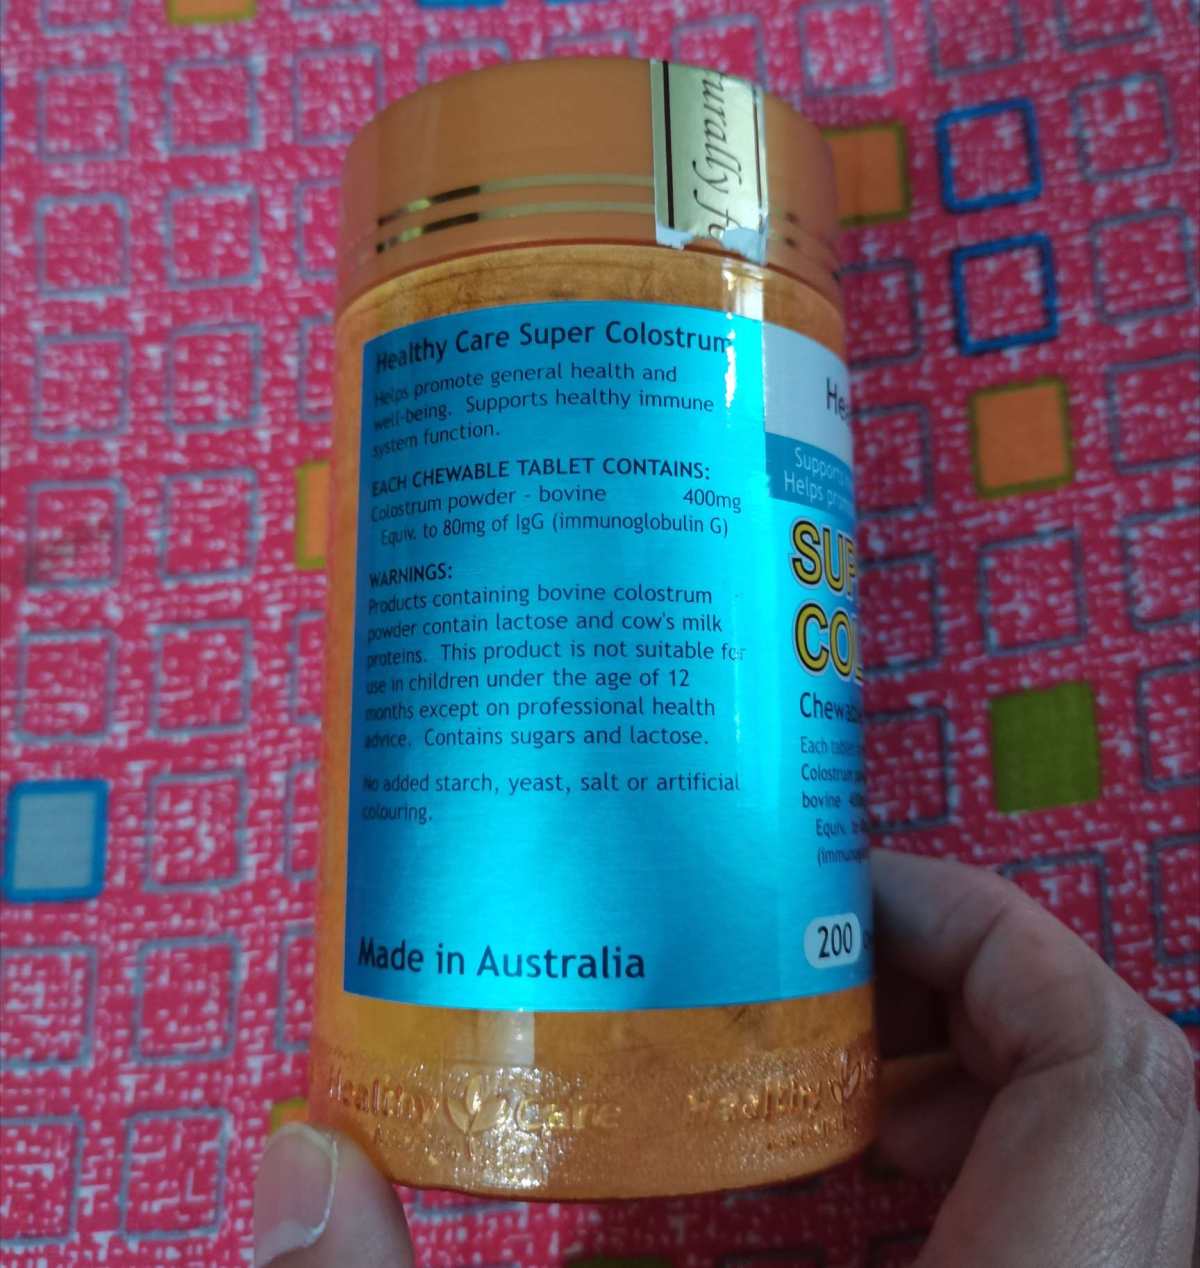 Healthy Care Super Colostrum
Helps promote general health and
well-being. Supports healthy immune
system function.
EACH CHEWABLE TABLET CONTAINS:
Colostrum powder - bovine 400mg
Equiv. to 80mg of IgG (immunoglobulin G)
WARNINGS:
Products containing bovine colostrum
powder contain lactose and cow's milk
proteins. This product is not suitable for
use in children under the age of 12
months except on professional health
advice. Contains sugars and lactose.
No added starch, yeast, salt or artificial
colouring.
Made in Australia
Supports
Helps
Each tablet
Colostrum
bovine
Equiv.
200
Healthy Care
Healthy